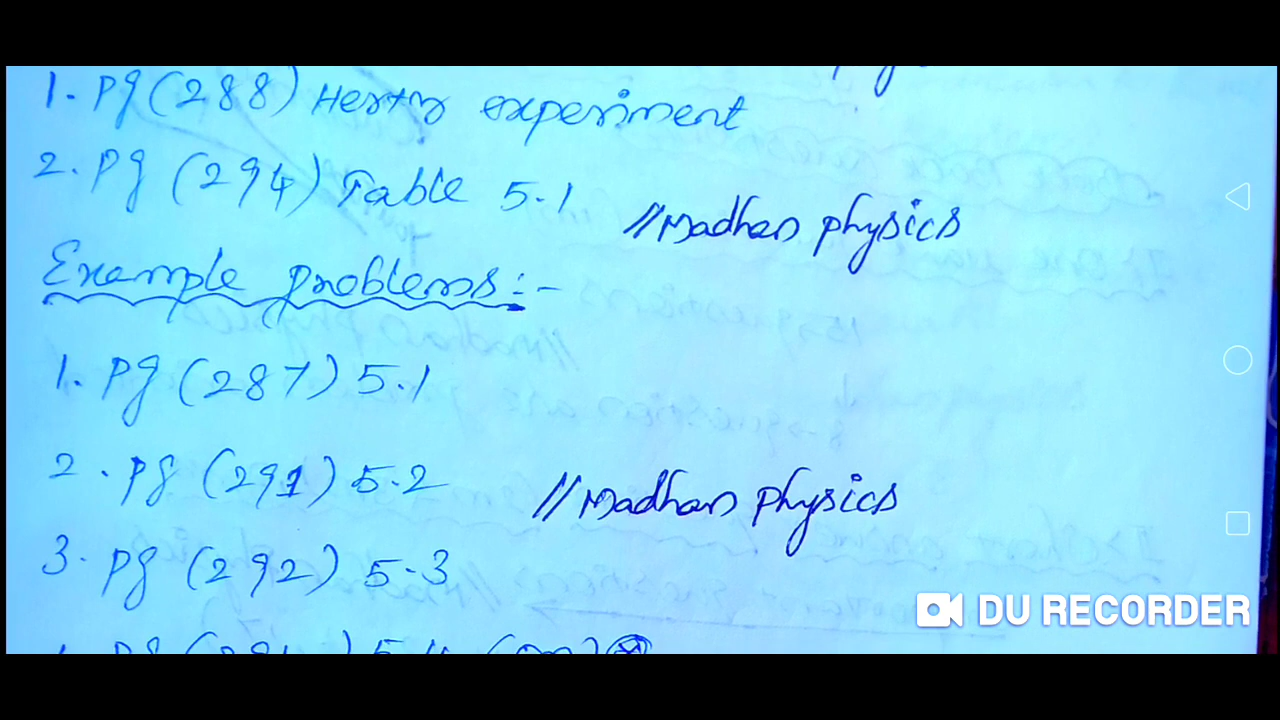 1. Pg (288) Hertz experiment
2. Pg (294) Table 5.1
//Madhan physics
Example problems:-
1. Pg (287) 5.1
2. Pg (291) 5.2
//Madhan physics
3. Pg (292) 5.3
DU RECORDER